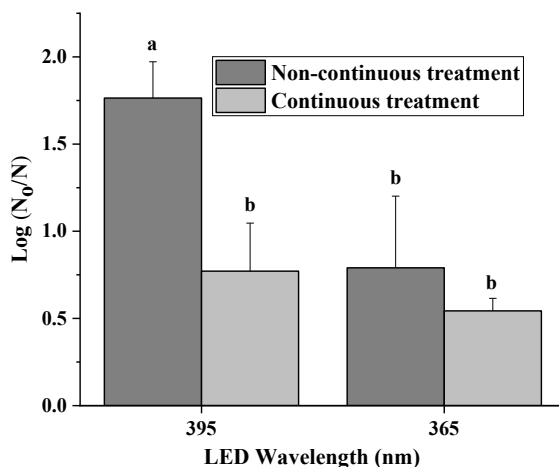 a
2.0
Non-continuous treatment
Continuous treatment
1.5
Log (N₀/N)
b
b
1.0
b
0.5
0.0
395
365
LED Wavelength (nm)